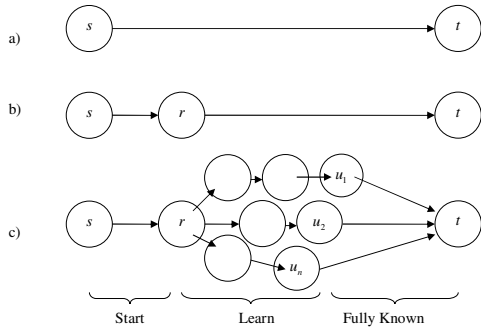 a) s t
b) s r t
u1
c) s r u2 t
un
Start Learn Fully Known